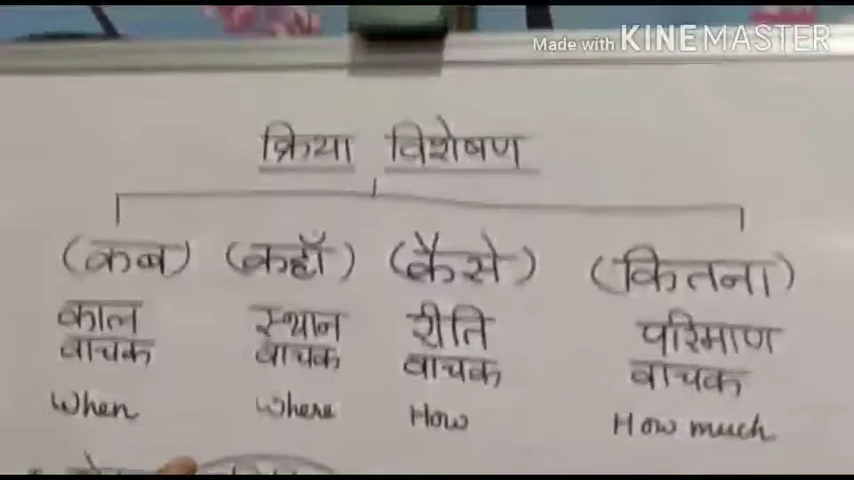 Made with KINEMASTER
क्रिया विशेषण
(कब) (कहाँ) (कैसे) (कितना)
काल स्थान रीति परिमाण
वाचक वाचक वाचक वाचक
When Where How How much